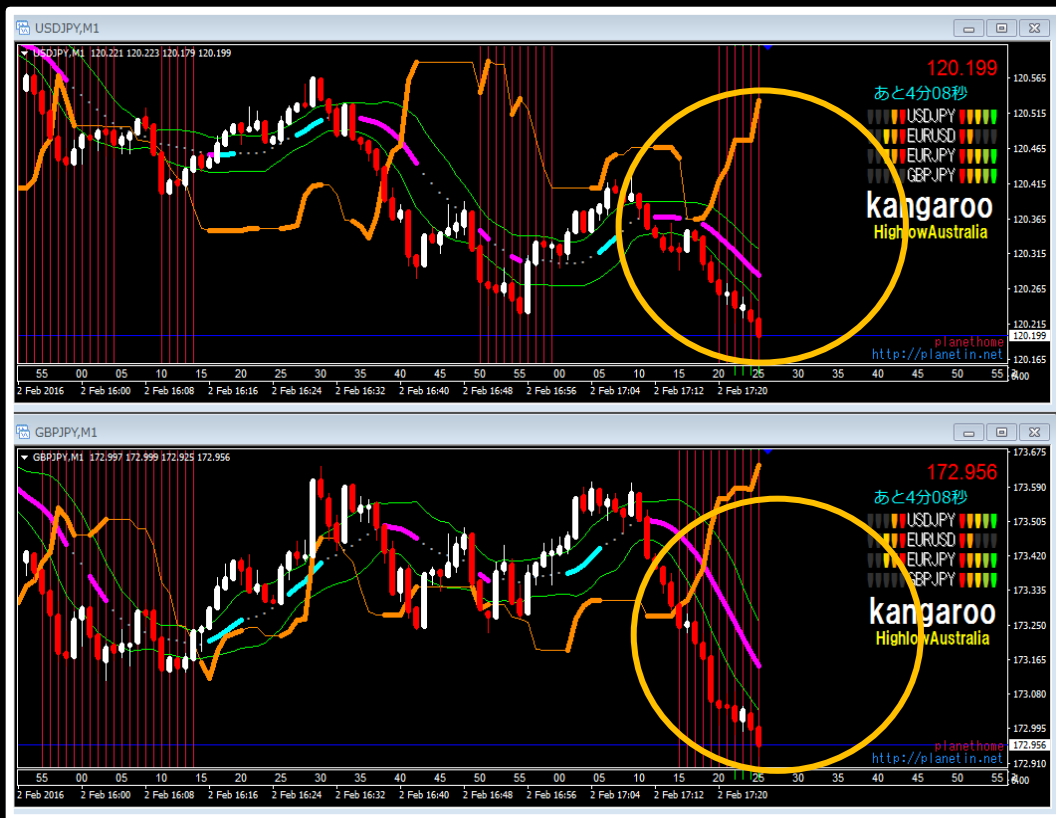 USDJPY,M1
USDJPY,M1 120.221 120.223 120.179 120.199
120.199
あと4分08秒
USDJPY
EURUSD
EURJPY
GBPJPY
kangaroo
HighlowAustralia
planethome
http://planetin.net
120.565
120.515
120.465
120.415
120.365
120.315
120.265
120.215
120.199
120.165
55 00 05 10 15 20 25 30 35 40 45 50 55 00 05 10 15 20 25 30 35 40 45 50 55
2 Feb 2016 2 Feb 16:00 2 Feb 16:08 2 Feb 16:16 2 Feb 16:24 2 Feb 16:32 2 Feb 16:40 2 Feb 16:48 2 Feb 16:56 2 Feb 17:04 2 Feb 17:12 2 Feb 17:20
GBPJPY,M1
GBPJPY,M1 172.997 172.999 172.925 172.956
172.956
あと4分08秒
USDJPY
EURUSD
EURJPY
GBPJPY
kangaroo
HighlowAustralia
planethome
http://planetin.net
173.675
173.590
173.505
173.420
173.335
173.250
173.165
173.080
172.995
172.956
172.910
55 00 05 10 15 20 25 30 35 40 45 50 55 00 05 10 15 20 25 30 35 40 45 50 55
2 Feb 2016 2 Feb 16:00 2 Feb 16:08 2 Feb 16:16 2 Feb 16:24 2 Feb 16:32 2 Feb 16:40 2 Feb 16:48 2 Feb 16:56 2 Feb 17:04 2 Feb 17:12 2 Feb 17:20